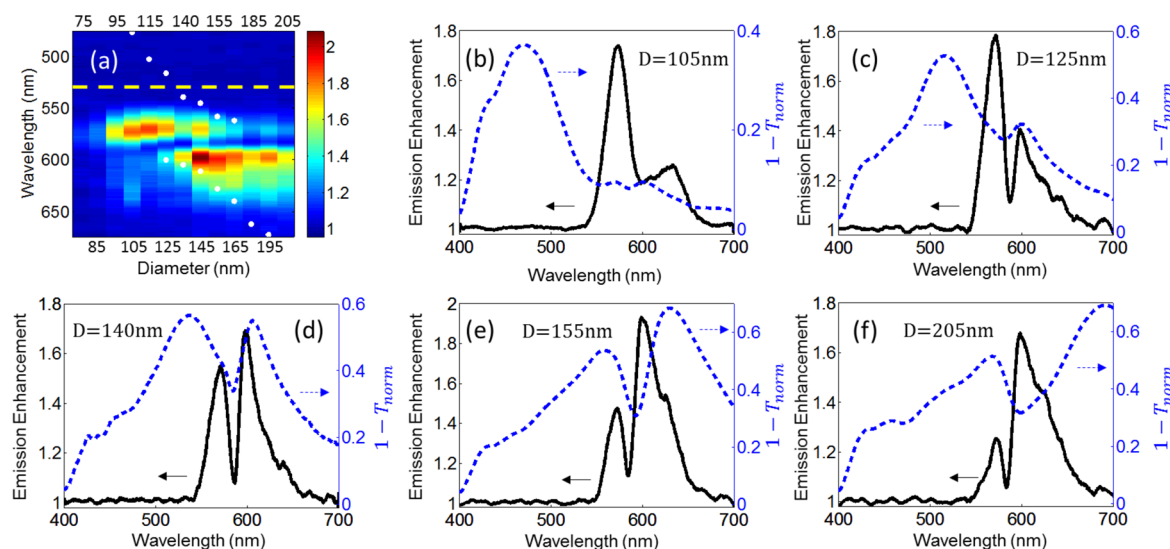 75 95 115 140 155 185 205
Wavelength (nm)
500
550
600
650
(a)
85 105 125 145 165 195
Diameter (nm)
2
1.8
1.6
1.4
1.2
1
Emission Enhancement
1.8
1.6
1.4
1.2
1
(b)
D=105nm
0.4
0.2
0
1 − Tnorm
400 500 600 700
Wavelength (nm)
Emission Enhancement
1.8
1.6
1.4
1.2
1
(c)
D=125nm
0.6
0.4
0.2
0
1 − Tnorm
400 500 600 700
Wavelength (nm)
Emission Enhancement
1.8
1.6
1.4
1.2
1
D=140nm
(d)
0.6
0.4
0.2
0
1 − Tnorm
400 500 600 700
Wavelength (nm)
Emission Enhancement
2
1.8
1.6
1.4
1.2
1
(e)
D=155nm
0.6
0.4
0.2
0
1 − Tnorm
400 500 600 700
Wavelength (nm)
Emission Enhancement
1.8
1.6
1.4
1.2
1
(f)
D=205nm
0.6
0.4
0.2
0
1 − Tnorm
400 500 600 700
Wavelength (nm)